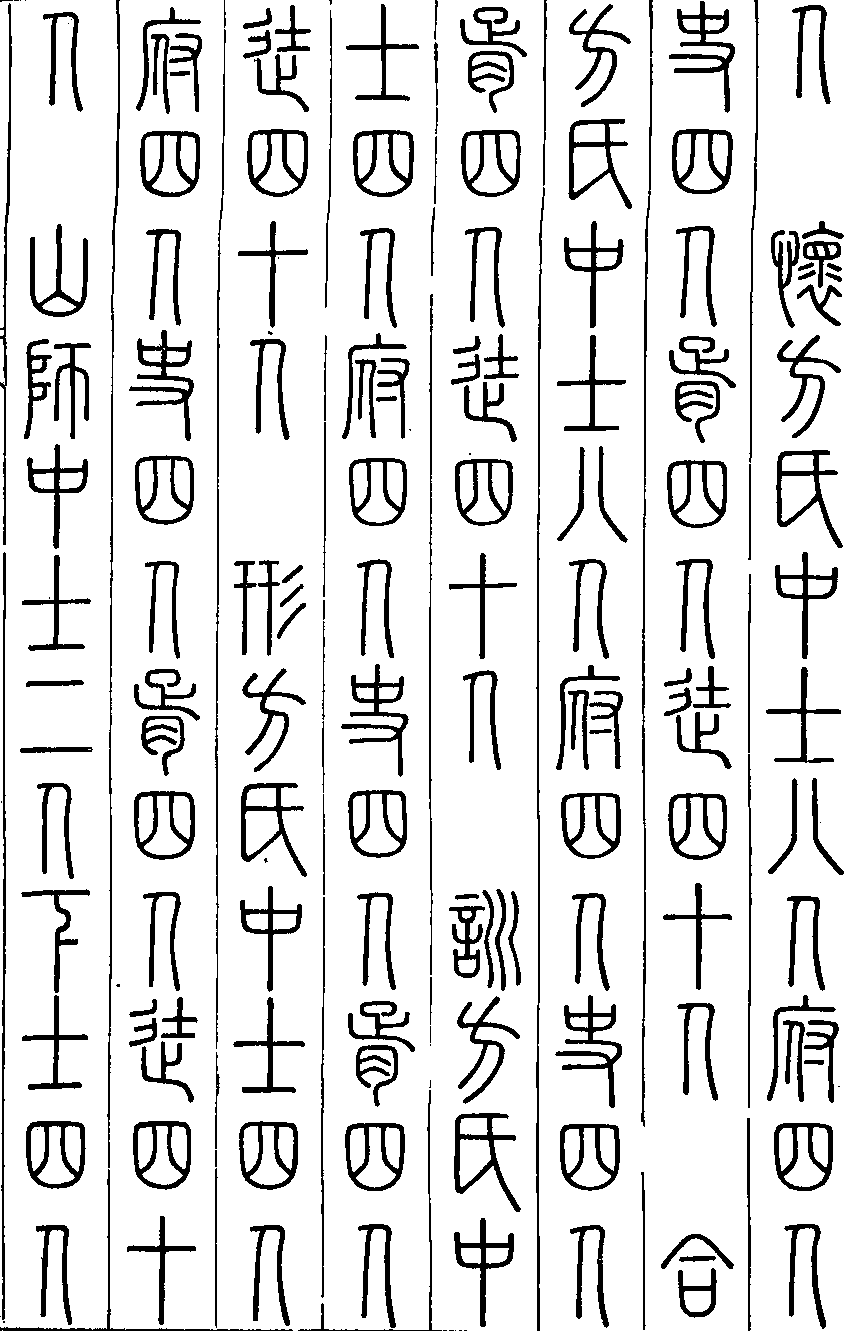 人　懷方氏中士八人府四人
史四人胥四人徒四十人　合
方氏中士八人府四人史四人
胥四人徒四十人　訓方氏中
士四人府四人史四人胥四人
徒四十人　形方氏中士四人
府四人史四人胥四人徒四十
人　山師中士二人下士四人